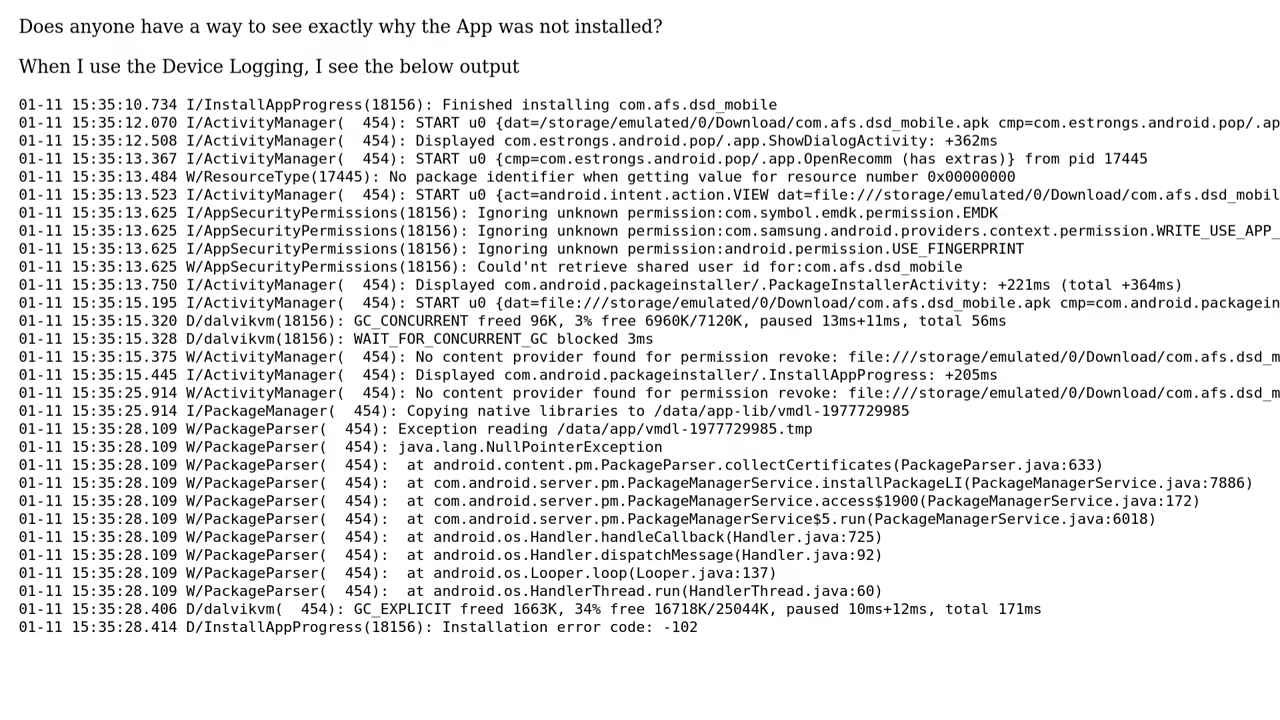 Does anyone have a way to see exactly why the App was not installed?
When I use the Device Logging, I see the below output
01-11 15:35:10.734 I/InstallAppProgress(18156): Finished installing com.afs.dsd_mobile
01-11 15:35:12.070 I/ActivityManager(  454): START u0 {dat=/storage/emulated/0/Download/com.afs.dsd_mobile.apk cmp=com.estrongs.android.pop/.ap
01-11 15:35:12.508 I/ActivityManager(  454): Displayed com.estrongs.android.pop/.app.ShowDialogActivity: +362ms
01-11 15:35:13.367 I/ActivityManager(  454): START u0 {cmp=com.estrongs.android.pop/.app.OpenRecomm (has extras)} from pid 17445
01-11 15:35:13.484 W/ResourceType(17445): No package identifier when getting value for resource number 0x00000000
01-11 15:35:13.523 I/ActivityManager(  454): START u0 {act=android.intent.action.VIEW dat=file:///storage/emulated/0/Download/com.afs.dsd_mobil
01-11 15:35:13.625 I/AppSecurityPermissions(18156): Ignoring unknown permission:com.symbol.emdk.permission.EMDK
01-11 15:35:13.625 I/AppSecurityPermissions(18156): Ignoring unknown permission:com.samsung.android.providers.context.permission.WRITE_USE_APP_
01-11 15:35:13.625 I/AppSecurityPermissions(18156): Ignoring unknown permission:android.permission.USE_FINGERPRINT
01-11 15:35:13.625 W/AppSecurityPermissions(18156): Could'nt retrieve shared user id for:com.afs.dsd_mobile
01-11 15:35:13.750 I/ActivityManager(  454): Displayed com.android.packageinstaller/.PackageInstallerActivity: +221ms (total +364ms)
01-11 15:35:15.195 I/ActivityManager(  454): START u0 {dat=file:///storage/emulated/0/Download/com.afs.dsd_mobile.apk cmp=com.android.packagein
01-11 15:35:15.320 D/dalvikvm(18156): GC_CONCURRENT freed 96K, 3% free 6960K/7120K, paused 13ms+11ms, total 56ms
01-11 15:35:15.328 D/dalvikvm(18156): WAIT_FOR_CONCURRENT_GC blocked 3ms
01-11 15:35:15.375 W/ActivityManager(  454): No content provider found for permission revoke: file:///storage/emulated/0/Download/com.afs.dsd_m
01-11 15:35:15.445 I/ActivityManager(  454): Displayed com.android.packageinstaller/.InstallAppProgress: +205ms
01-11 15:35:25.914 W/ActivityManager(  454): No content provider found for permission revoke: file:///storage/emulated/0/Download/com.afs.dsd_m
01-11 15:35:25.914 I/PackageManager(  454): Copying native libraries to /data/app-lib/vmdl-1977729985
01-11 15:35:28.109 W/PackageParser(  454): Exception reading /data/app/vmdl-1977729985.tmp
01-11 15:35:28.109 W/PackageParser(  454): java.lang.NullPointerException
01-11 15:35:28.109 W/PackageParser(  454):  at android.content.pm.PackageParser.collectCertificates(PackageParser.java:633)
01-11 15:35:28.109 W/PackageParser(  454):  at com.android.server.pm.PackageManagerService.installPackageLI(PackageManagerService.java:7886)
01-11 15:35:28.109 W/PackageParser(  454):  at com.android.server.pm.PackageManagerService.access$1900(PackageManagerService.java:172)
01-11 15:35:28.109 W/PackageParser(  454):  at com.android.server.pm.PackageManagerService$5.run(PackageManagerService.java:6018)
01-11 15:35:28.109 W/PackageParser(  454):  at android.os.Handler.handleCallback(Handler.java:725)
01-11 15:35:28.109 W/PackageParser(  454):  at android.os.Handler.dispatchMessage(Handler.java:92)
01-11 15:35:28.109 W/PackageParser(  454):  at android.os.Looper.loop(Looper.java:137)
01-11 15:35:28.109 W/PackageParser(  454):  at android.os.HandlerThread.run(HandlerThread.java:60)
01-11 15:35:28.406 D/dalvikvm(  454): GC_EXPLICIT freed 1663K, 34% free 16718K/25044K, paused 10ms+12ms, total 171ms
01-11 15:35:28.414 D/InstallAppProgress(18156): Installation error code: -102